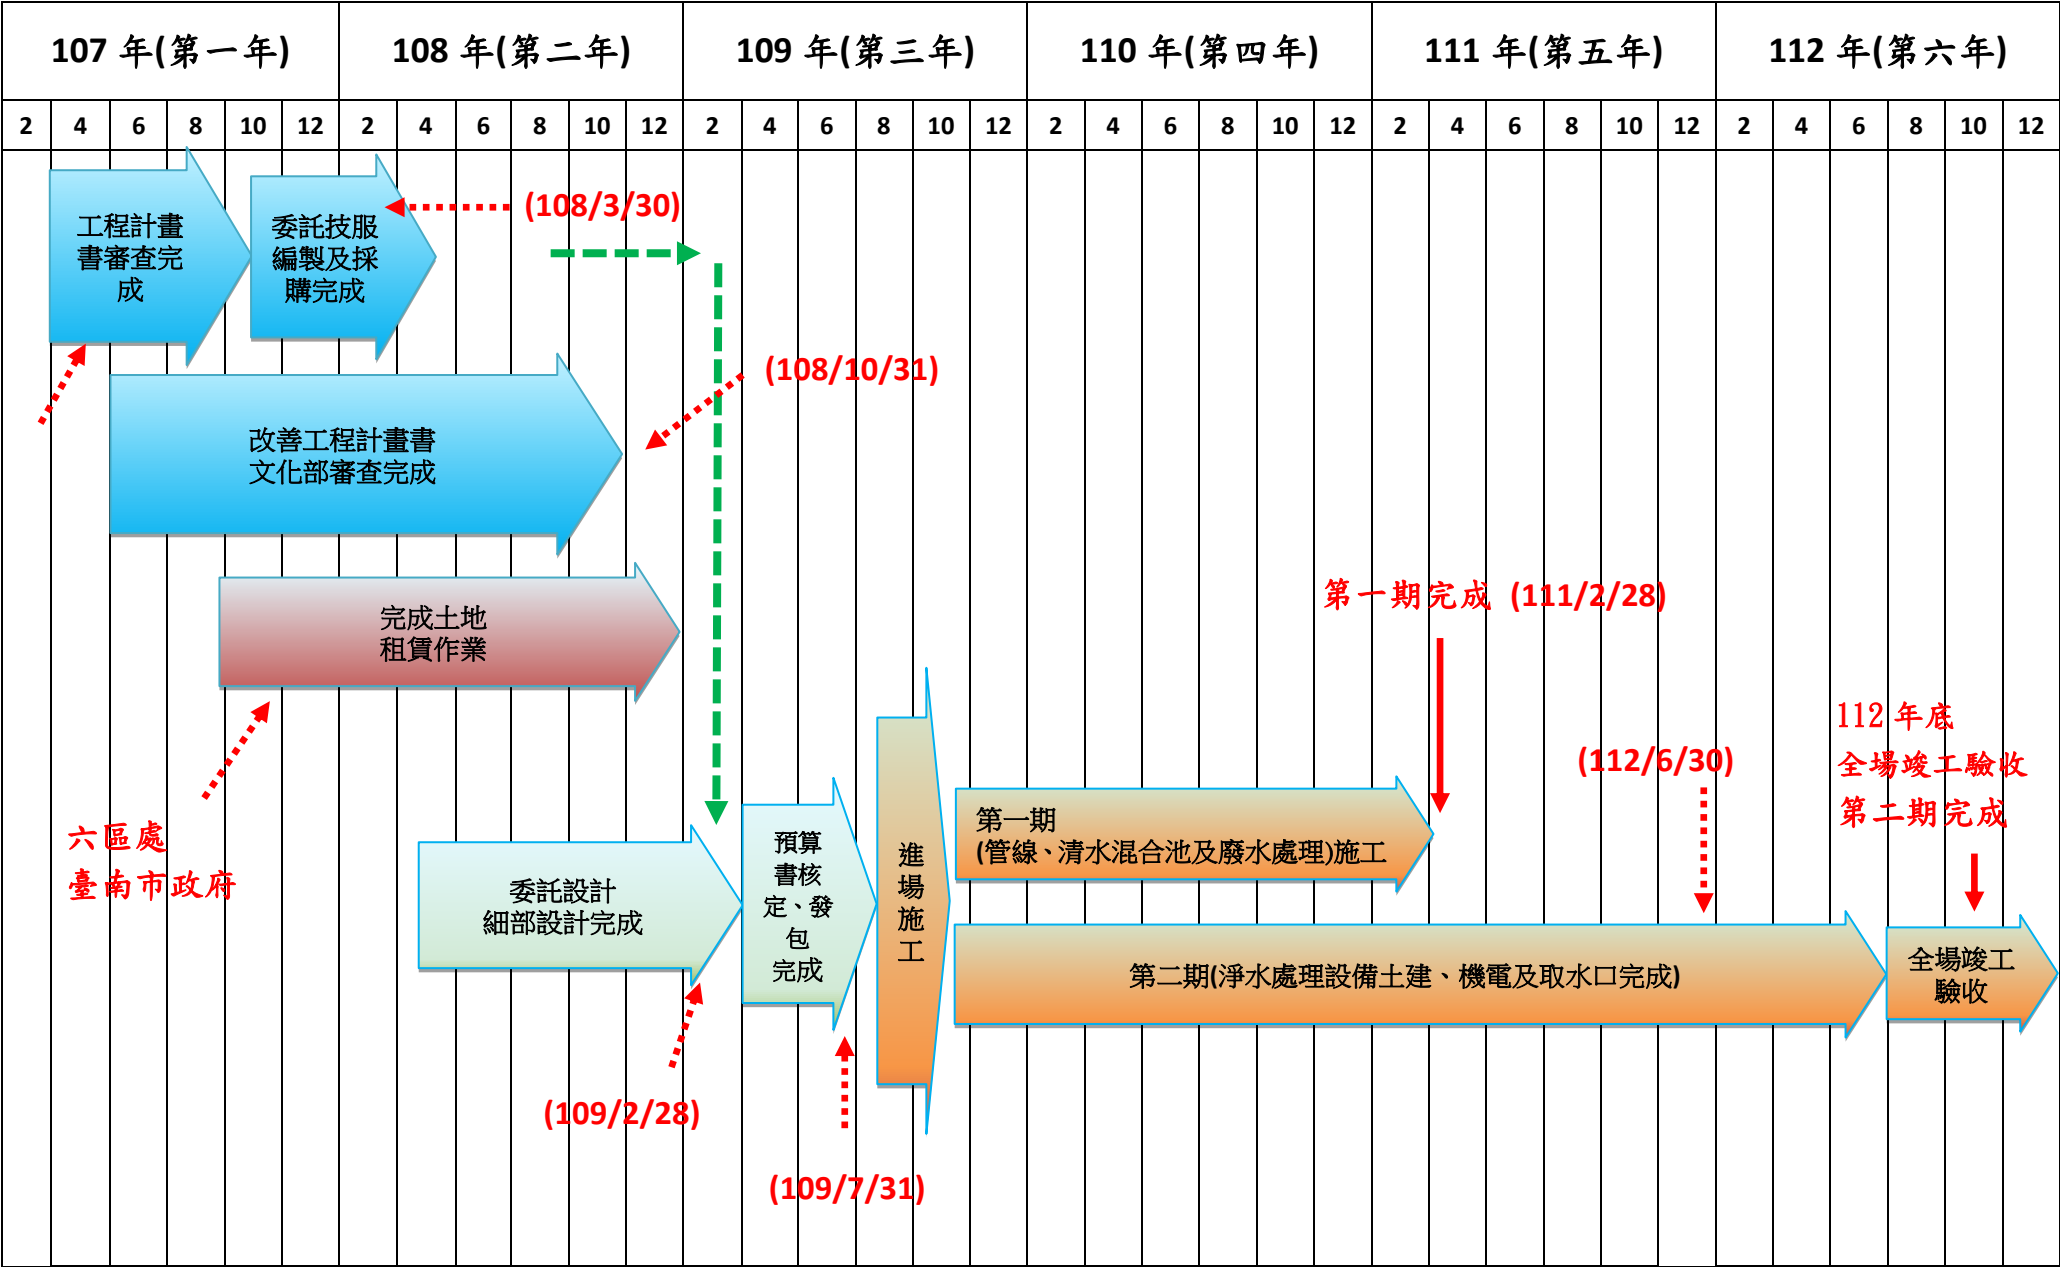 107 年(第一年)
108 年(第二年)
109 年(第三年)
110 年(第四年)
111 年(第五年)
112 年(第六年)
2 4 6 8 10 12 2 4 6 8 10 12 2 4 6 8 10 12 2 4 6 8 10 12 2 4 6 8 10 12 2 4 6 8 10 12
工程計畫
書審查完
成
委託技服
編製及採
購完成
(108/3/30)
(108/10/31)
改善工程計畫書
文化部審查完成
完成土地
租賃作業
第一期完成 (111/2/28)
112 年底
全場竣工驗收
第二期完成
(112/6/30)
六區處
臺南市政府
委託設計
細部設計完成
預算
書核
定、發
包
完成
進
場
施
工
第一期
(管線、清水混合池及廢水處理)施工
第二期(淨水處理設備土建、機電及取水口完成)
全場竣工
驗收
(109/2/28)
(109/7/31)